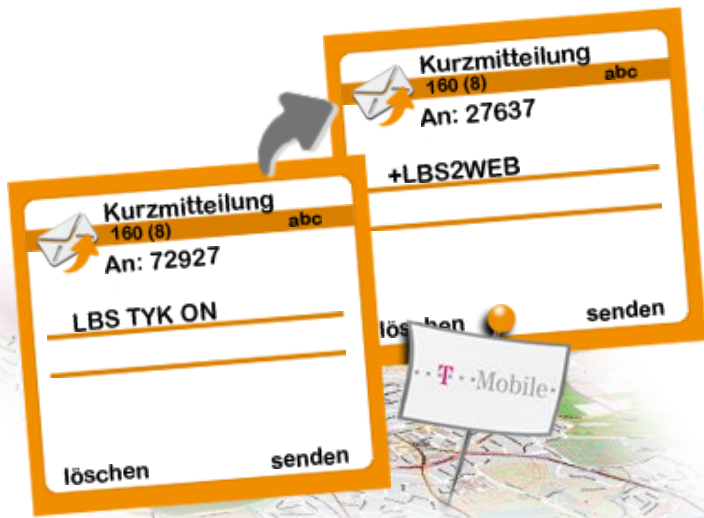 Kurzmitteilung
160 (8) abc
An: 72927
LBS TYK ON
löschen senden
Kurzmitteilung
160 (8) abc
An: 27637
+LBS2WEB
löschen senden
T Mobile